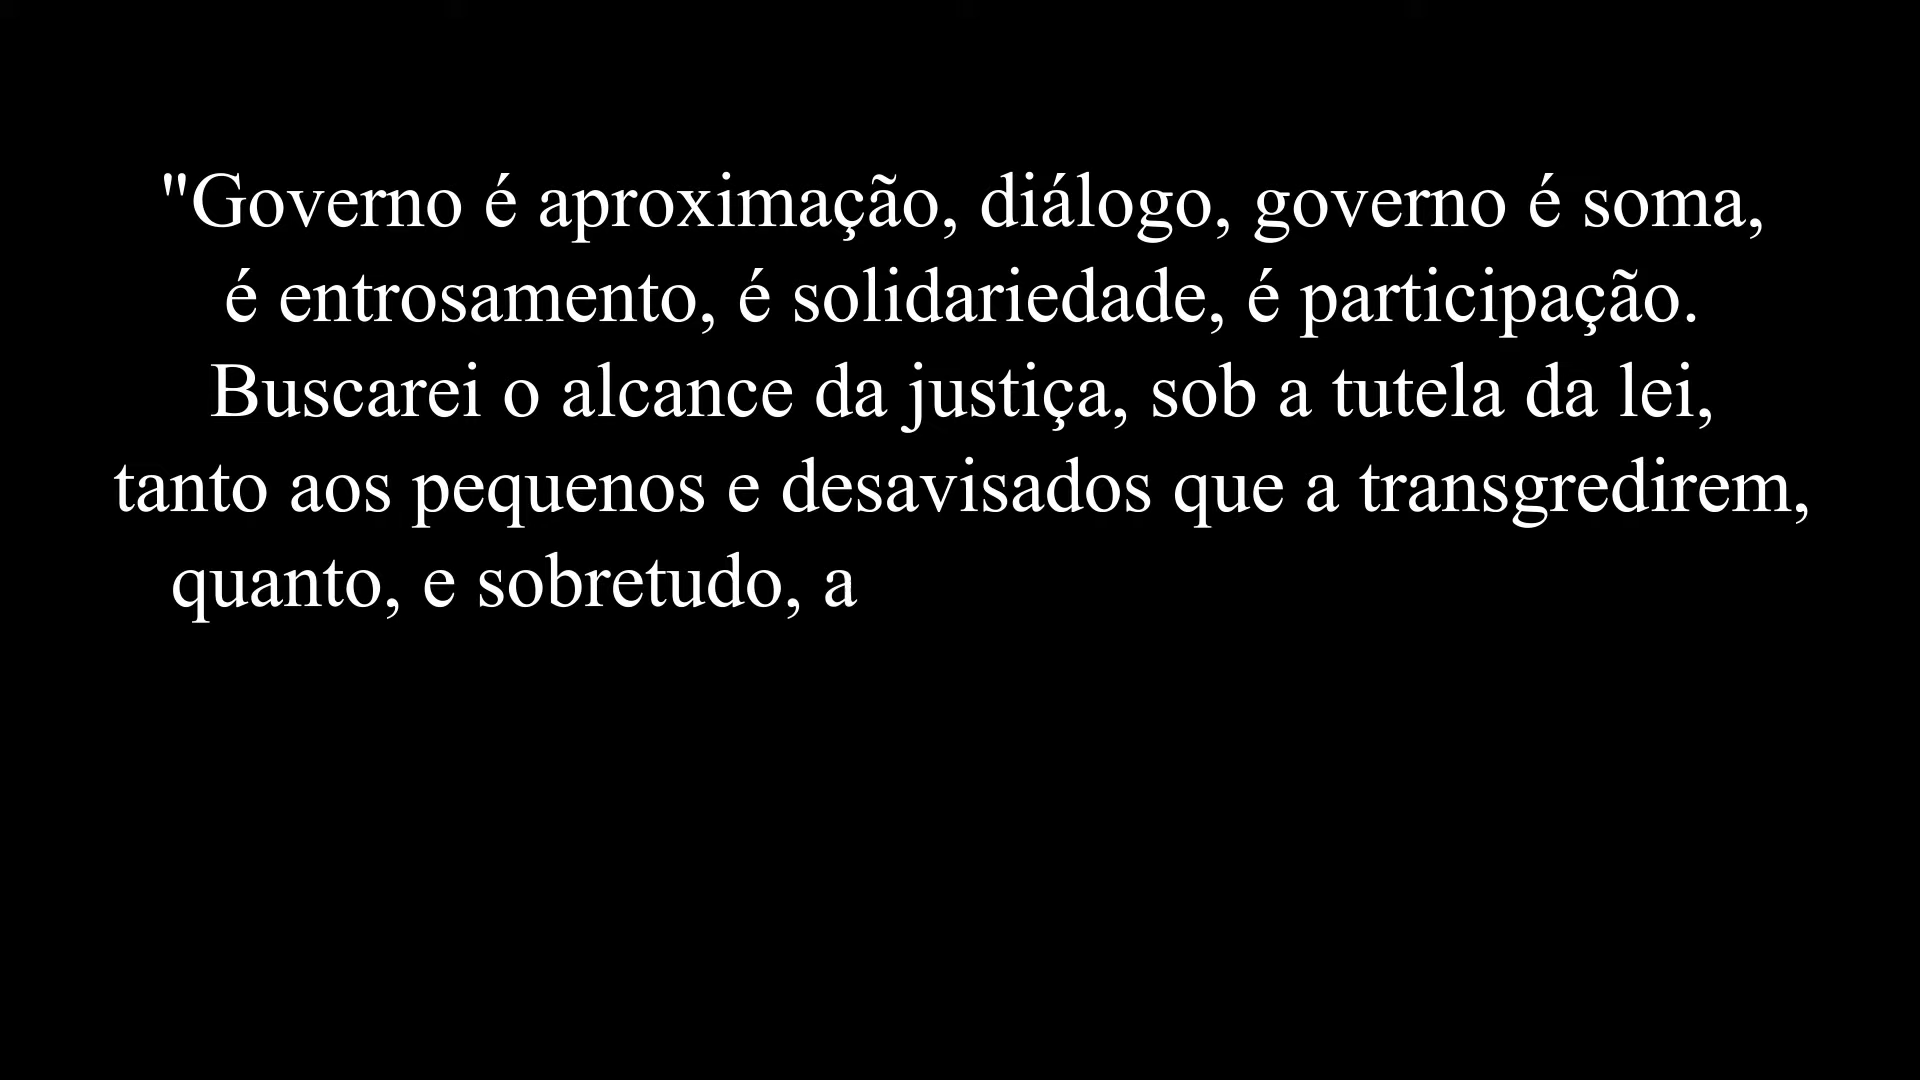 "Governo é aproximação, diálogo, governo é soma,
é entrosamento, é solidariedade, é participação.
Buscarei o alcance da justiça, sob a tutela da lei,
tanto aos pequenos e desavisados que a transgredirem,
quanto, e sobretudo, a